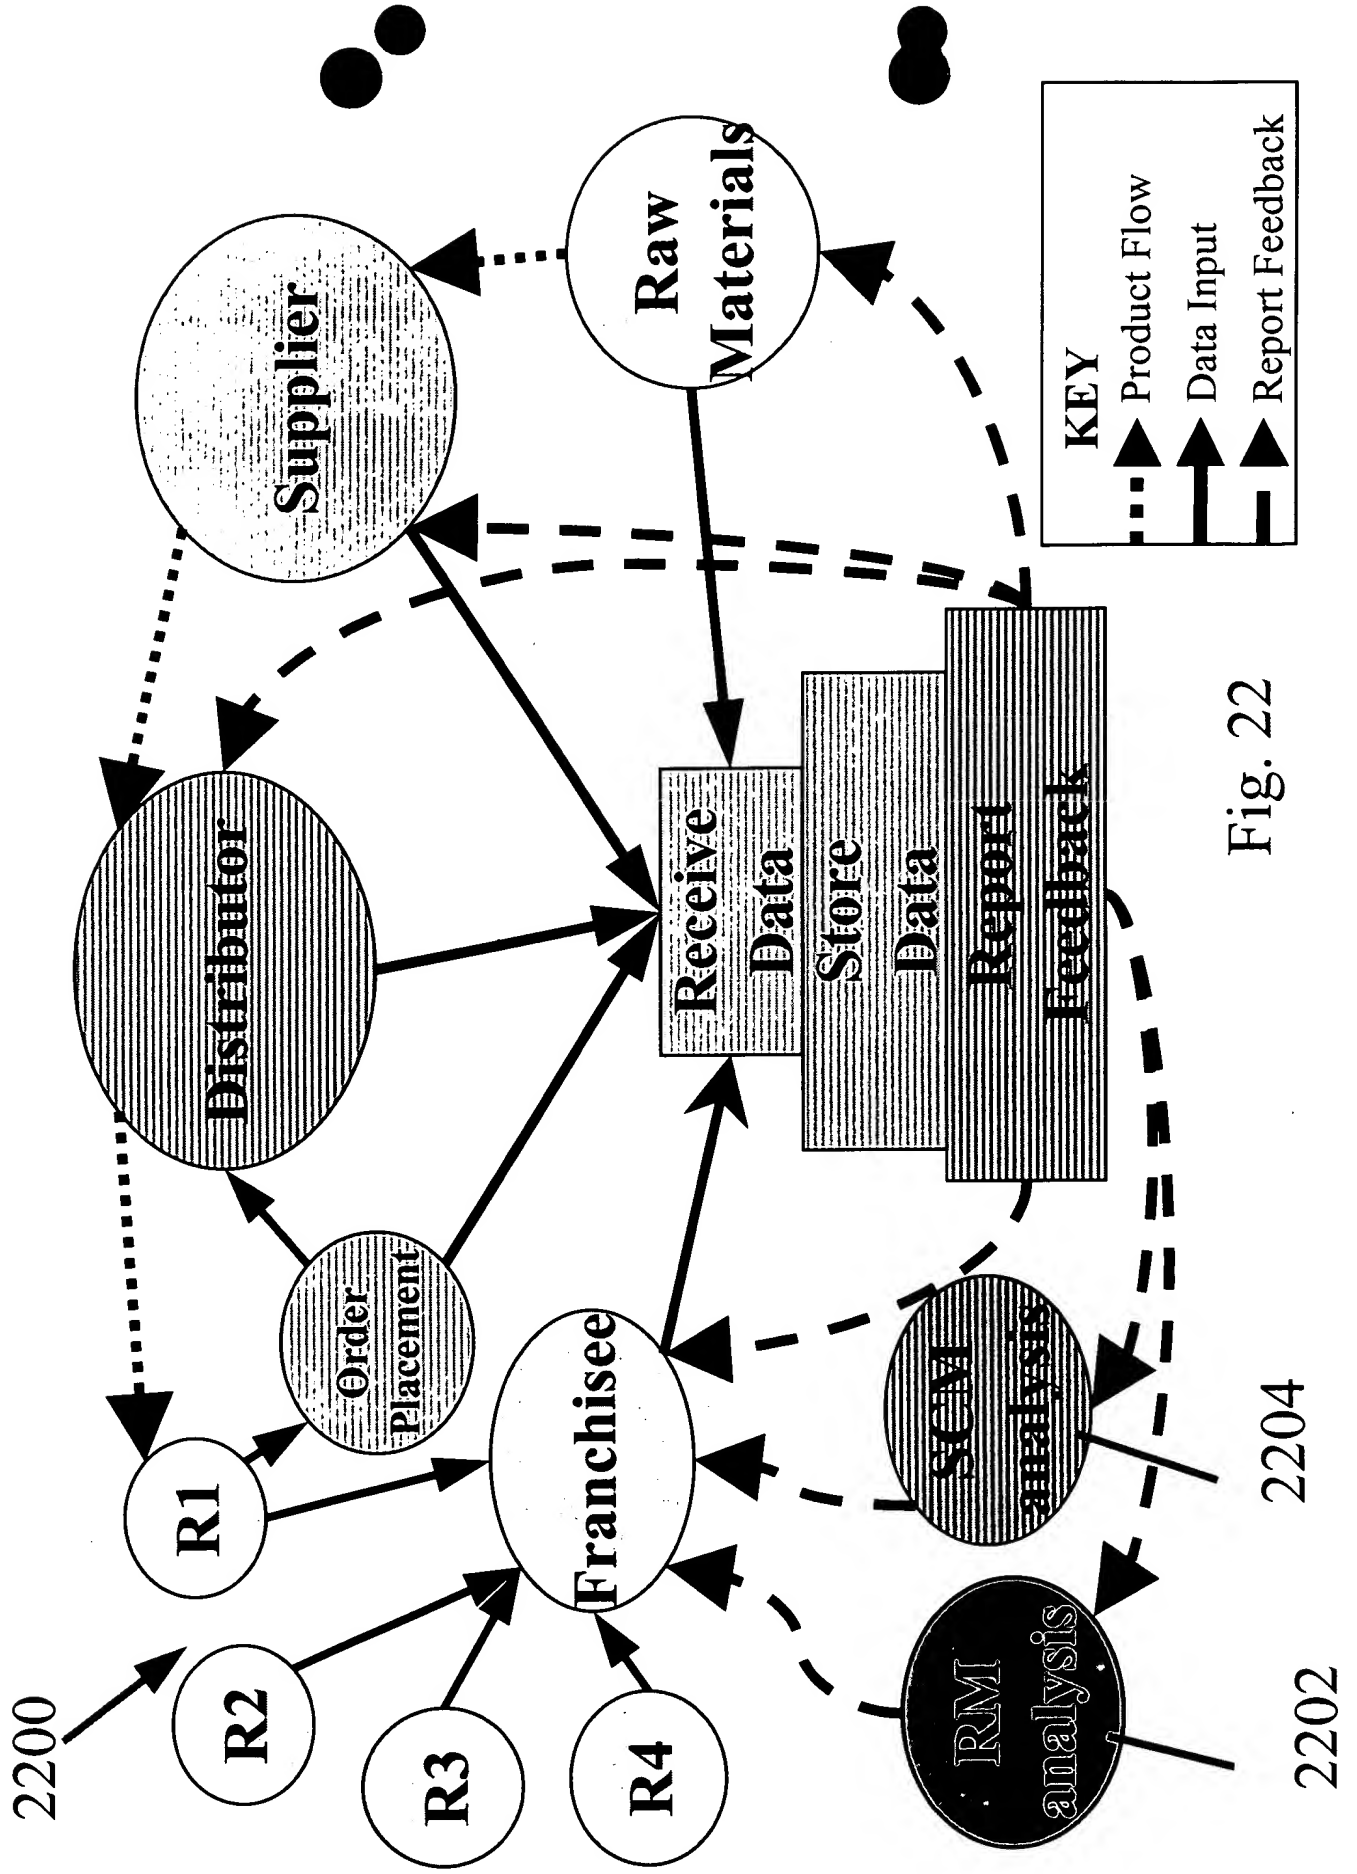 2200
R1
R2
R3
R4
Order
Placement
Distributor
Supplier
Franchisee
Raw
Materials
Receive
Data
Store
Data
Report
Feedback
RM
analysis
SCM
analysis
2202
2204
KEY
Product Flow
Data Input
Report Feedback
Fig. 22